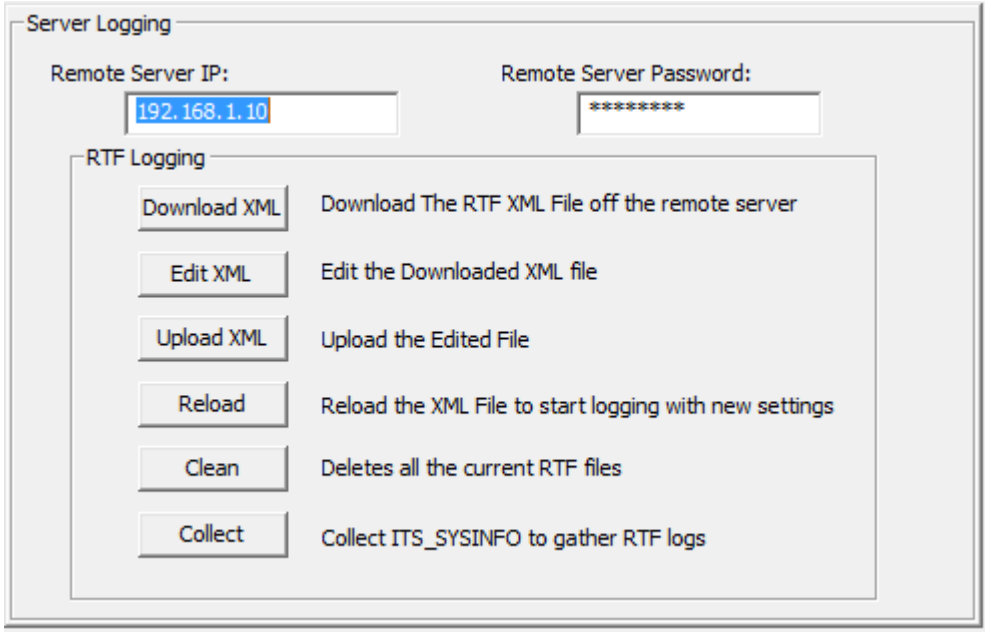 Server Logging
Remote Server IP: Remote Server Password:
192.168.1.10 ********
RTF Logging
Download XML Download The RTF XML File off the remote server
Edit XML Edit the Downloaded XML file
Upload XML Upload the Edited File
Reload Reload the XML File to start logging with new settings
Clean Deletes all the current RTF files
Collect Collect ITS_SYSINFO to gather RTF logs